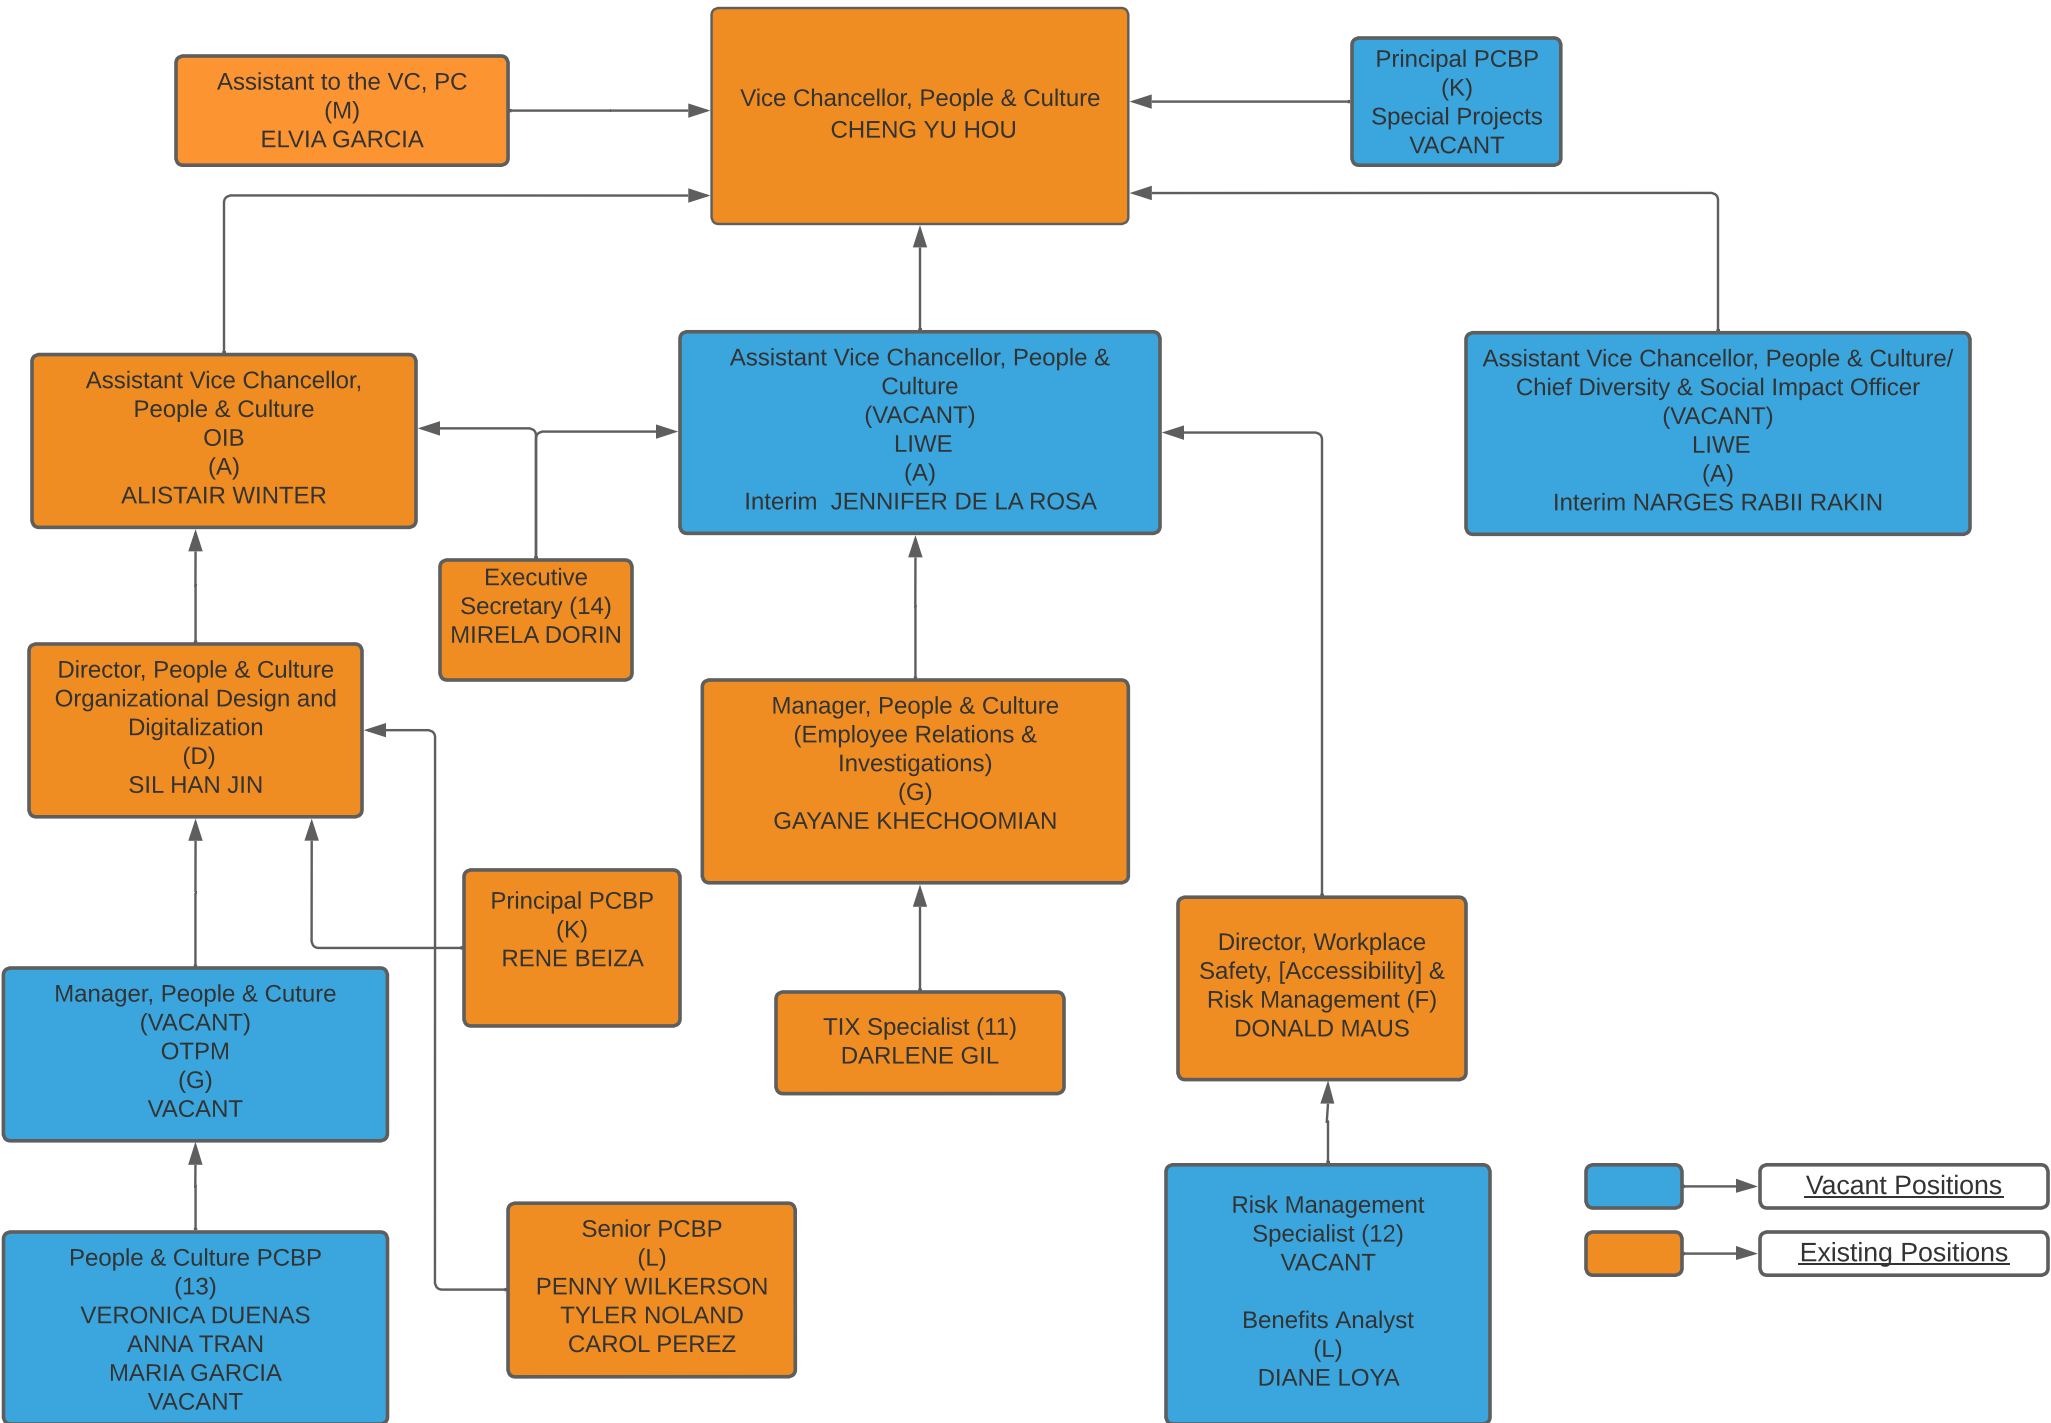 Assistant to the VC, PC
(M)
ELVIA GARCIA
Vice Chancellor, People & Culture
CHENG YU HOU
Principal PCBP
(K)
Special Projects
VACANT
Assistant Vice Chancellor,
People & Culture
OIB
(A)
ALISTAIR WINTER
Assistant Vice Chancellor, People &
Culture
(VACANT)
LIWE
(A)
Interim  JENNIFER DE LA ROSA
Assistant Vice Chancellor, People & Culture/
Chief Diversity & Social Impact Officer
(VACANT)
LIWE
(A)
Interim NARGES RABII RAKIN
Executive
Secretary (14)
MIRELA DORIN
Director, People & Culture
Organizational Design and
Digitalization
(D)
SIL HAN JIN
Manager, People & Culture
(Employee Relations &
Investigations)
(G)
GAYANE KHECHOOMIAN
Principal PCBP
(K)
RENE BEIZA
Director, Workplace
Safety, [Accessibility] &
Risk Management (F)
DONALD MAUS
Manager, People & Cuture
(VACANT)
OTPM
(G)
VACANT
TIX Specialist (11)
DARLENE GIL
Senior PCBP
(L)
PENNY WILKERSON
TYLER NOLAND
CAROL PEREZ
People & Culture PCBP
(13)
VERONICA DUENAS
ANNA TRAN
MARIA GARCIA
VACANT
Risk Management
Specialist (12)
VACANT
Benefits Analyst
(L)
DIANE LOYA
Vacant Positions
Existing Positions